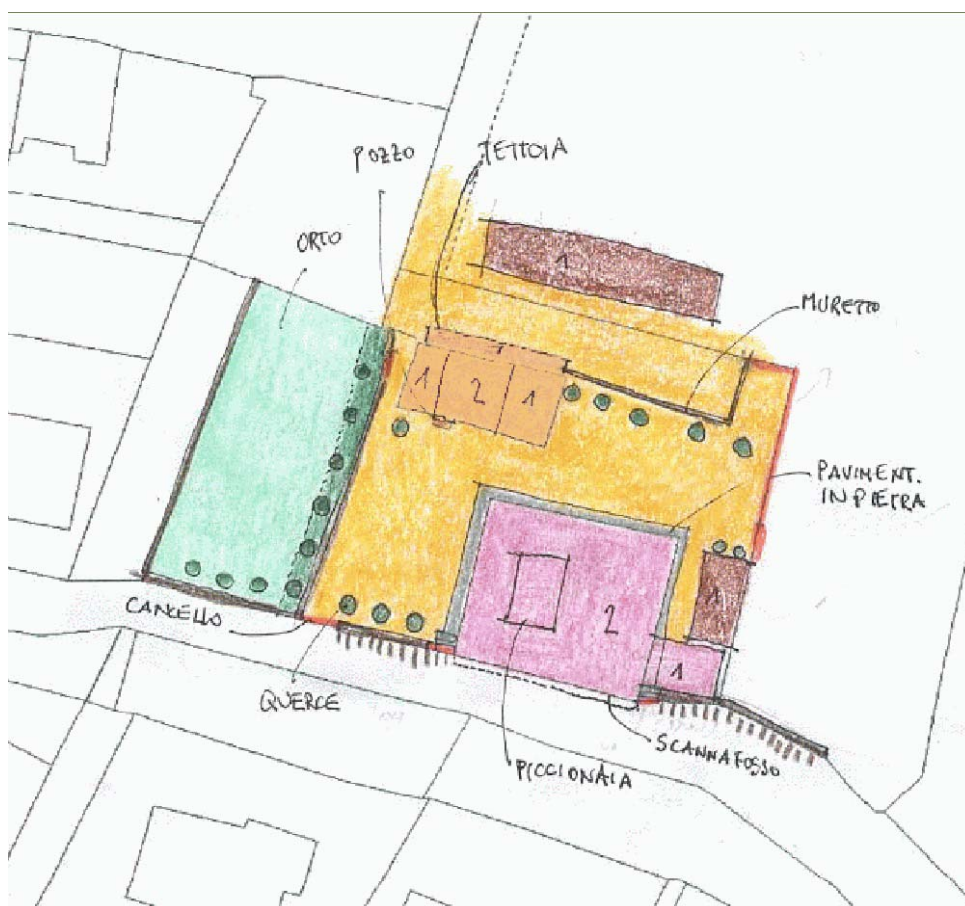 POZZO
TETTOIA
ORTO
1
MURETTO
1
2
1
PAVIMENT.
IN PIETRA
1
2
1
CANCELLO
QUERCE
SCANNAFOSSO
PICCIONAIA